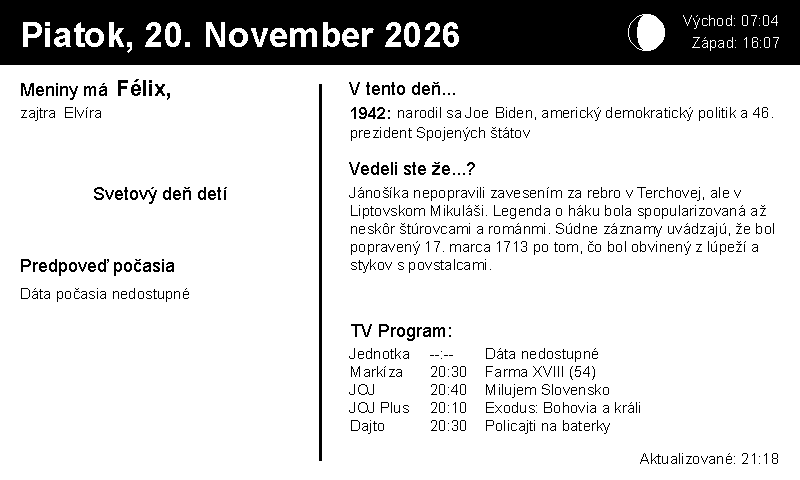 Piatok, 20. November 2026
Východ: 07:04
Západ: 16:07
Meniny má Félix,
zajtra Elvíra
Svetový deň detí
Predpoveď počasia
Dáta počasia nedostupné
V tento deň...
1942: narodil sa Joe Biden, americký demokratický politik a 46.
prezident Spojených štátov
Vedeli ste že...?
Jánošíka nepopravili zavesením za rebro v Terchovej, ale v
Liptovskom Mikuláši. Legenda o háku bola spopularizovaná až
neskôr štúrovcami a románmi. Súdne záznamy uvádzajú, že bol
popravený 17. marca 1713 po tom, čo bol obvinený z lúpeží a
stykov s povstalcami.
TV Program:
Jednotka --:-- Dáta nedostupné
Markíza 20:30 Farma XVIII (54)
JOJ 20:40 Milujem Slovensko
JOJ Plus 20:10 Exodus: Bohovia a králi
Dajto 20:30 Policajti na baterky
Aktualizované: 21:18